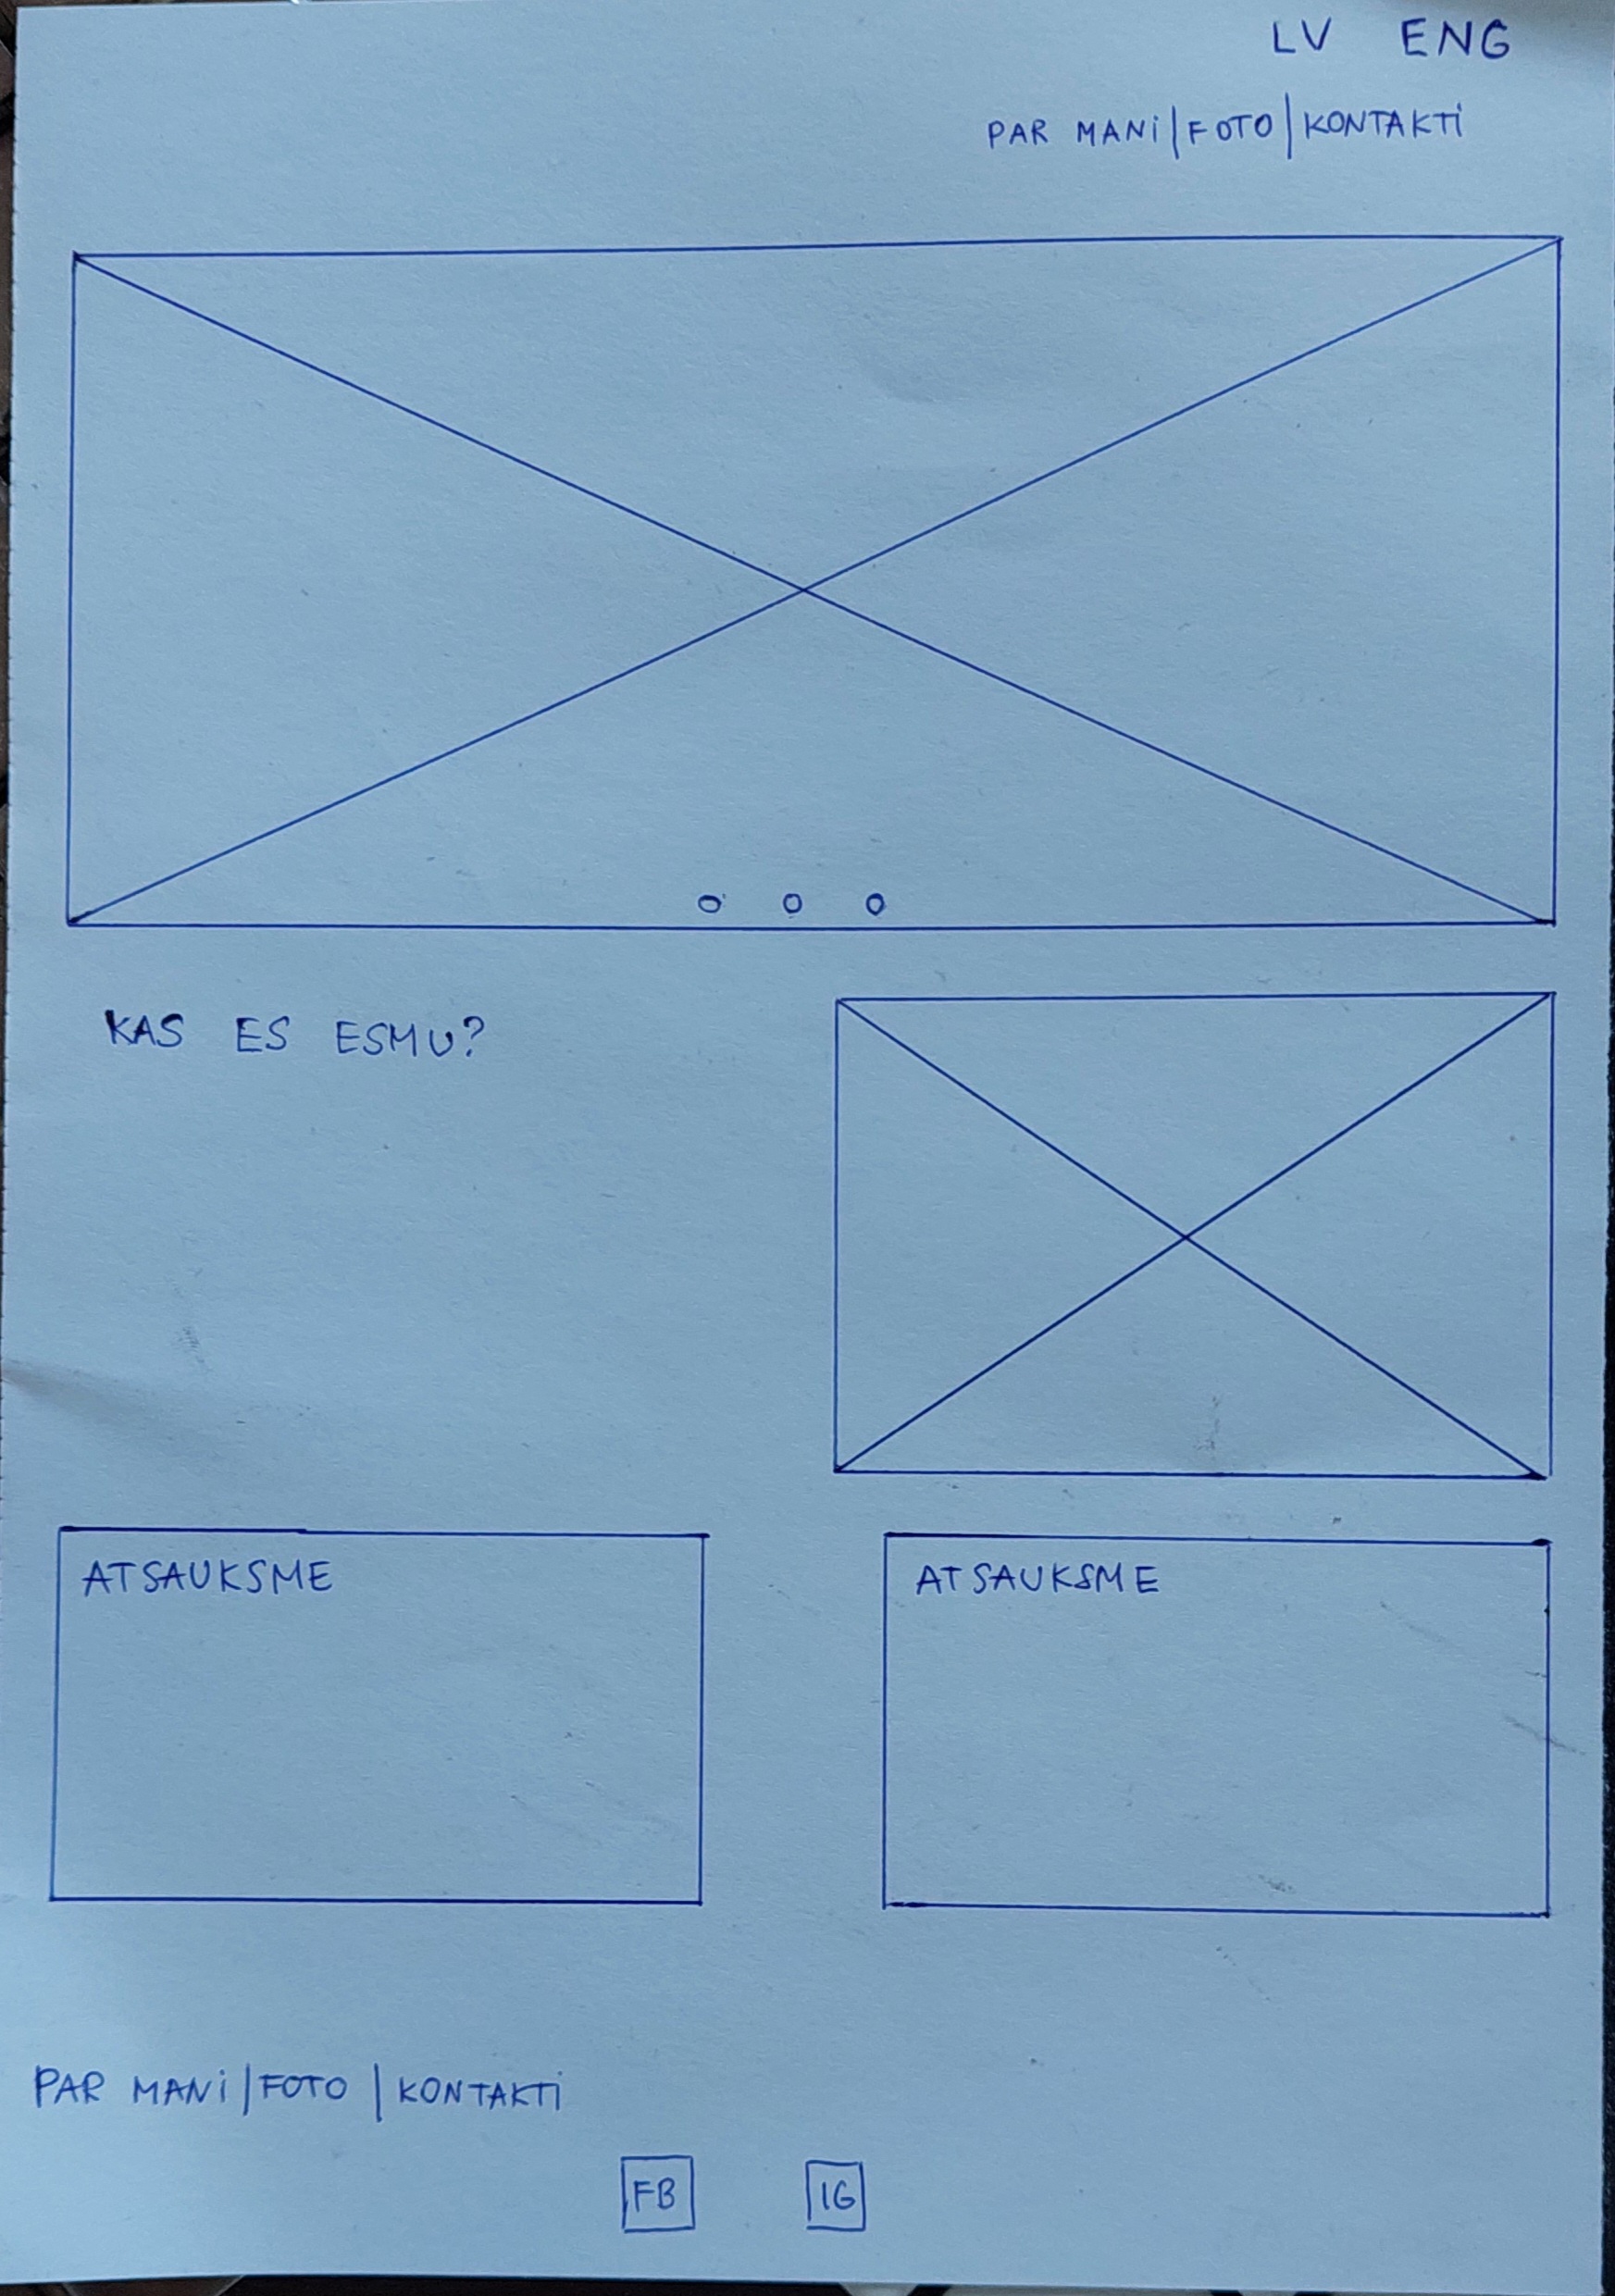 LV ENG
PAR MANI | FOTO | KONTAKTI
KAS ES ESMU?
ATSAUKSME
ATSAUKSME
PAR MANI | FOTO | KONTAKTI
FB
IG